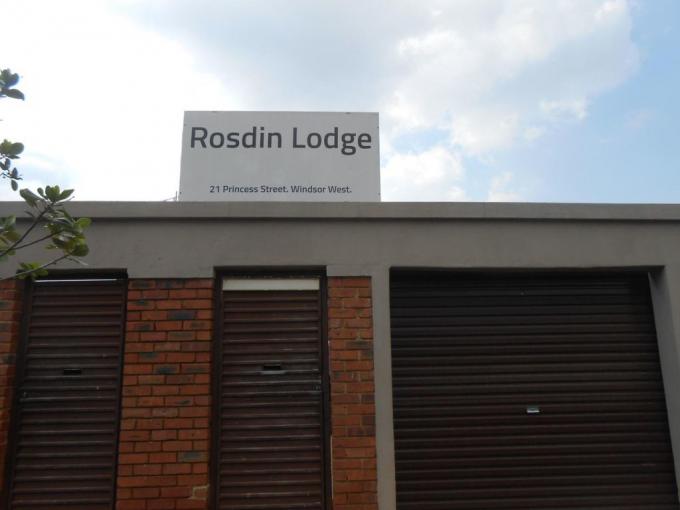 Rosdin Lodge
21 Princess Street. Windsor West.